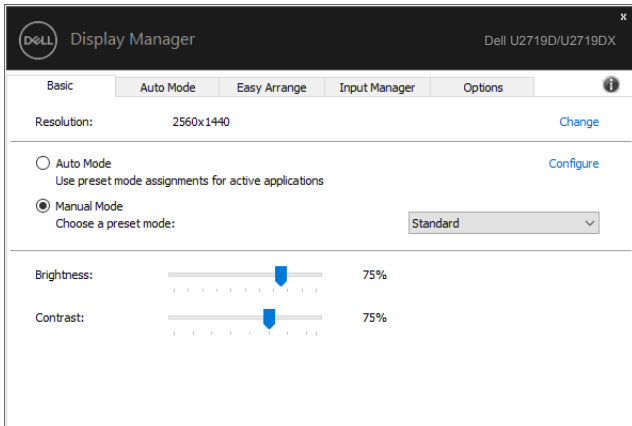 x
DELL Display Manager Dell U2719D/U2719DX
Basic Auto Mode Easy Arrange Input Manager Options i
Resolution: 2560x1440 Change
Auto Mode Configure
Use preset mode assignments for active applications
Manual Mode
Choose a preset mode: Standard
Brightness: 75%
Contrast: 75%